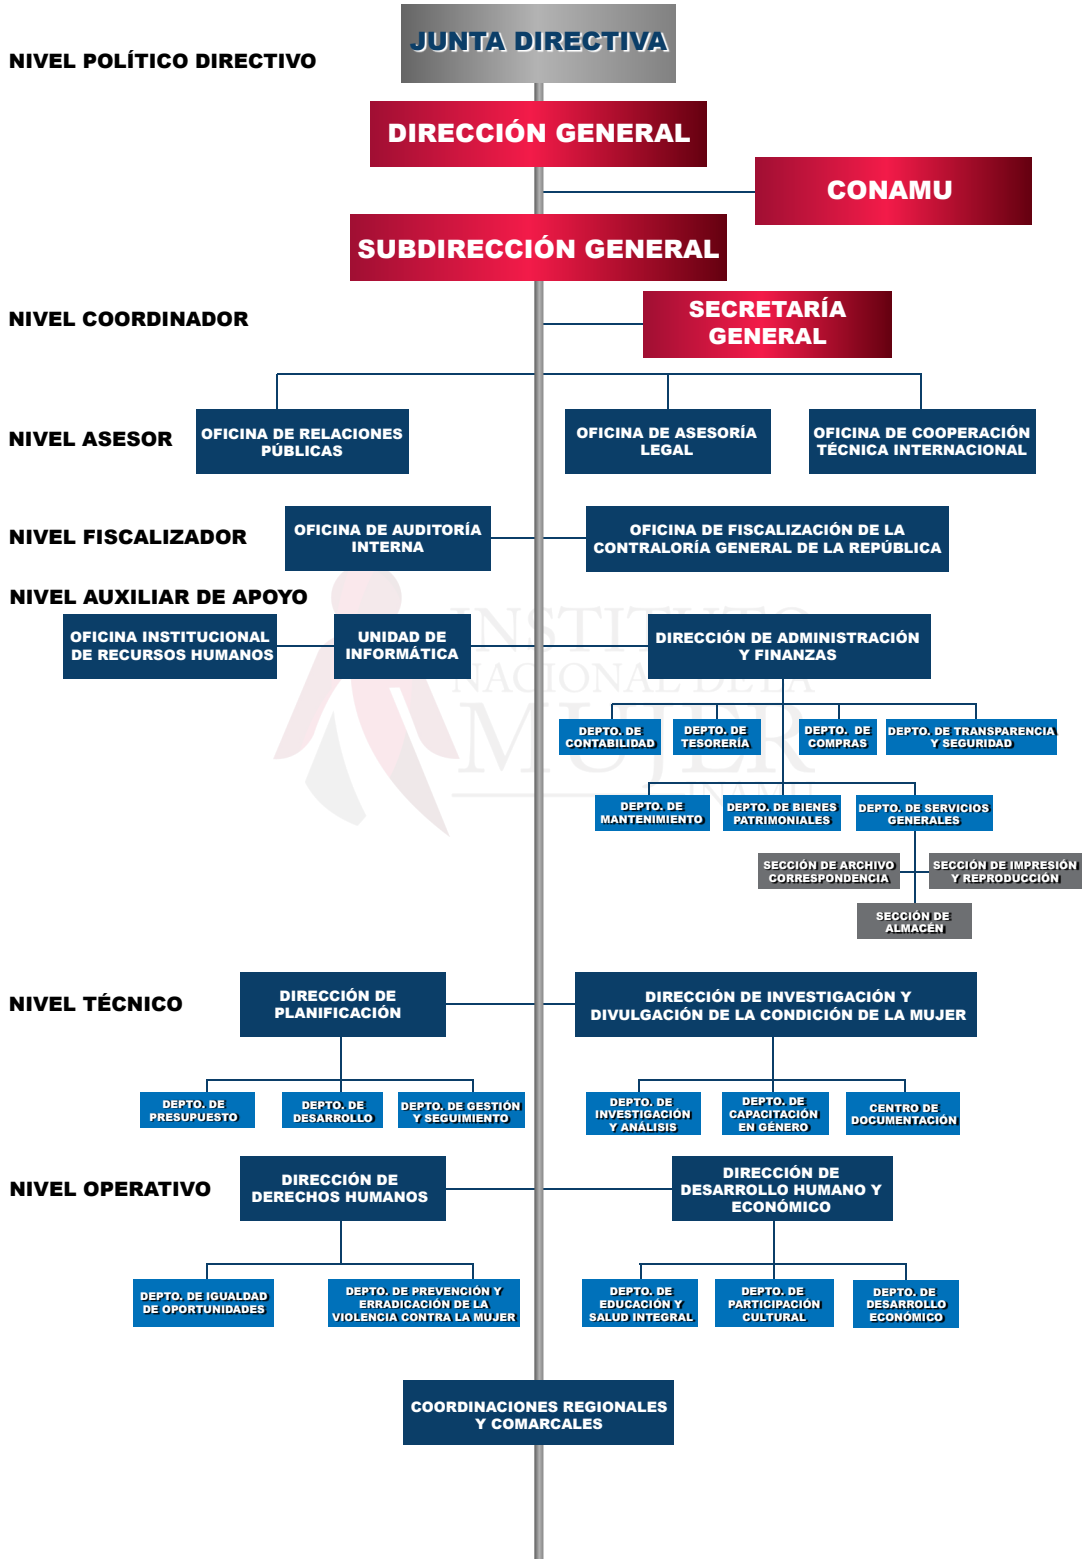 JUNTA DIRECTIVA
NIVEL POLÍTICO DIRECTIVO
DIRECCIÓN GENERAL
CONAMU
SUBDIRECCIÓN GENERAL
NIVEL COORDINADOR
SECRETARÍA
GENERAL
NIVEL ASESOR
OFICINA DE RELACIONES
PÚBLICAS
OFICINA DE ASESORÍA
LEGAL
OFICINA DE COOPERACIÓN
TÉCNICA INTERNACIONAL
NIVEL FISCALIZADOR
OFICINA DE AUDITORÍA
INTERNA
OFICINA DE FISCALIZACIÓN DE LA
CONTRALORÍA GENERAL DE LA REPÚBLICA
NIVEL AUXILIAR DE APOYO
OFICINA INSTITUCIONAL
DE RECURSOS HUMANOS
UNIDAD DE
INFORMÁTICA
DIRECCIÓN DE ADMINISTRACIÓN
Y FINANZAS
INSTITUTO
NACIONAL DE LA
MUJER
INAMU
DEPTO. DE
CONTABILIDAD
DEPTO. DE
TESORERÍA
DEPTO. DE
COMPRAS
DEPTO. DE TRANSPARENCIA
Y SEGURIDAD
DEPTO. DE
MANTENIMIENTO
DEPTO. DE BIENES
PATRIMONIALES
DEPTO. DE SERVICIOS
GENERALES
SECCIÓN DE ARCHIVO
CORRESPONDENCIA
SECCIÓN DE IMPRESIÓN
Y REPRODUCCIÓN
SECCIÓN DE
ALMACÉN
NIVEL TÉCNICO
DIRECCIÓN DE
PLANIFICACIÓN
DIRECCIÓN DE INVESTIGACIÓN Y
DIVULGACIÓN DE LA CONDICIÓN DE LA MUJER
DEPTO. DE
PRESUPUESTO
DEPTO. DE
DESARROLLO
DEPTO. DE GESTIÓN
Y SEGUIMIENTO
DEPTO. DE
INVESTIGACIÓN
Y ANÁLISIS
DEPTO. DE
CAPACITACIÓN
EN GÉNERO
CENTRO DE
DOCUMENTACIÓN
NIVEL OPERATIVO
DIRECCIÓN DE
DERECHOS HUMANOS
DIRECCIÓN DE
DESARROLLO HUMANO Y
ECONÓMICO
DEPTO. DE IGUALDAD
DE OPORTUNIDADES
DEPTO. DE PREVENCIÓN Y
ERRADICACIÓN DE LA
VIOLENCIA CONTRA LA MUJER
DEPTO. DE
EDUCACIÓN Y
SALUD INTEGRAL
DEPTO. DE
PARTICIPACIÓN
CULTURAL
DEPTO. DE
DESARROLLO
ECONÓMICO
COORDINACIONES REGIONALES
Y COMARCALES